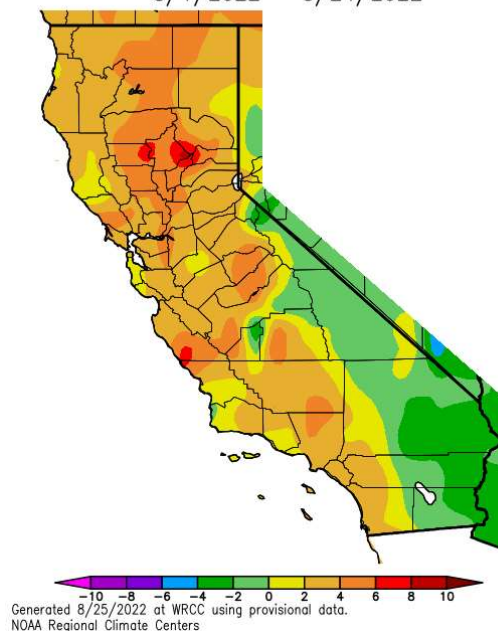 -10 -8 -6 -4 -2 0 2 4 6 8 10
Generated 8/25/2022 at WRCC using provisional data.
NOAA Regional Climate Centers